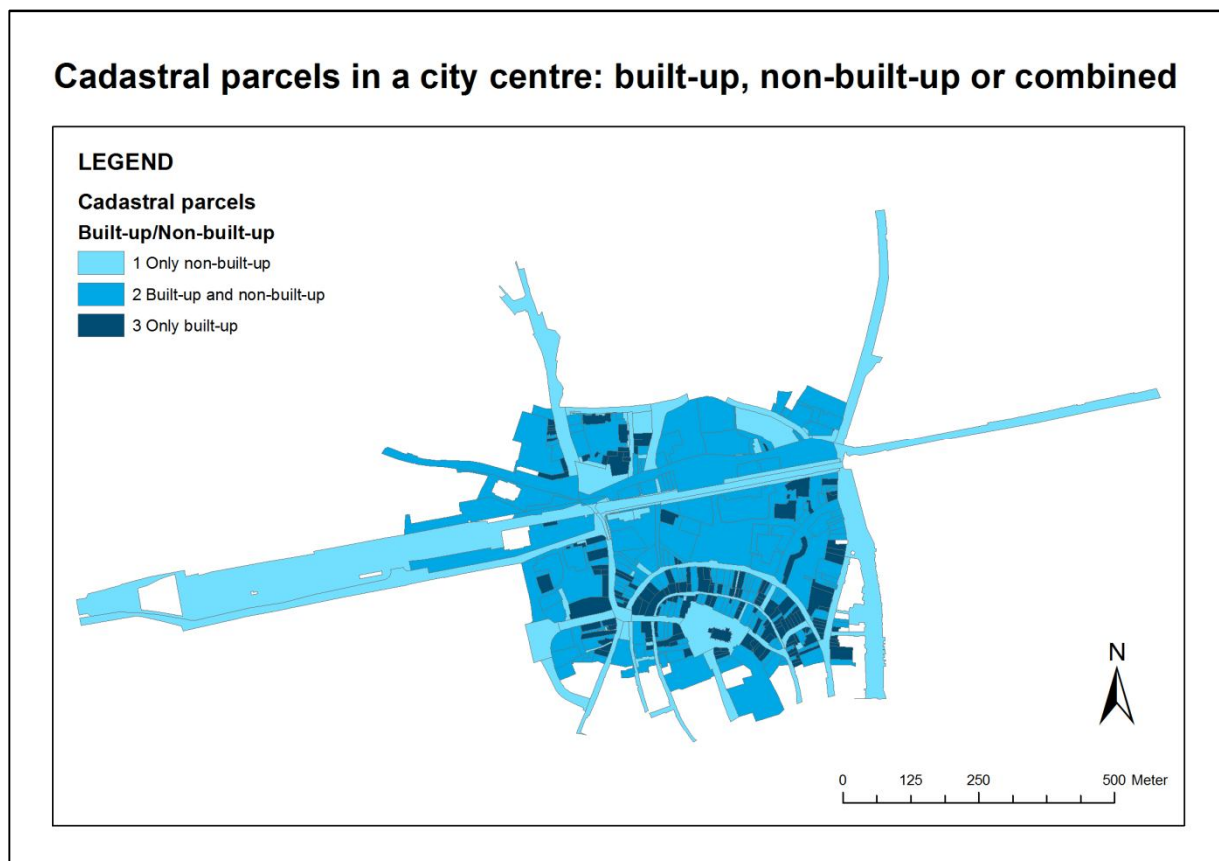 Cadastral parcels in a city centre: built-up, non-built-up or combined
LEGEND
Cadastral parcels
Built-up/Non-built-up
1 Only non-built-up
2 Built-up and non-built-up
3 Only built-up
N
0 125 250 500 Meter